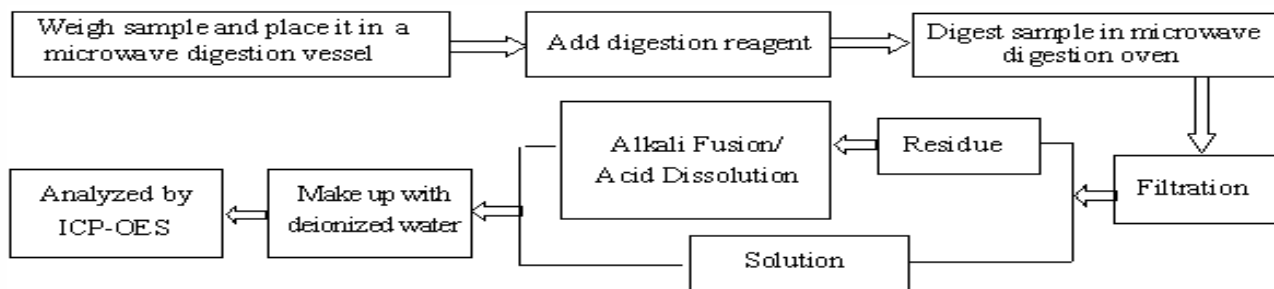 Weigh sample and place it in a
microwave digestion vessel
Add digestion reagent
Digest sample in microwave
digestion oven
Filtration
Residue
Alkali Fusion/
Acid Dissolution
Solution
Make up with
deionized water
Analyzed by
ICP-OES